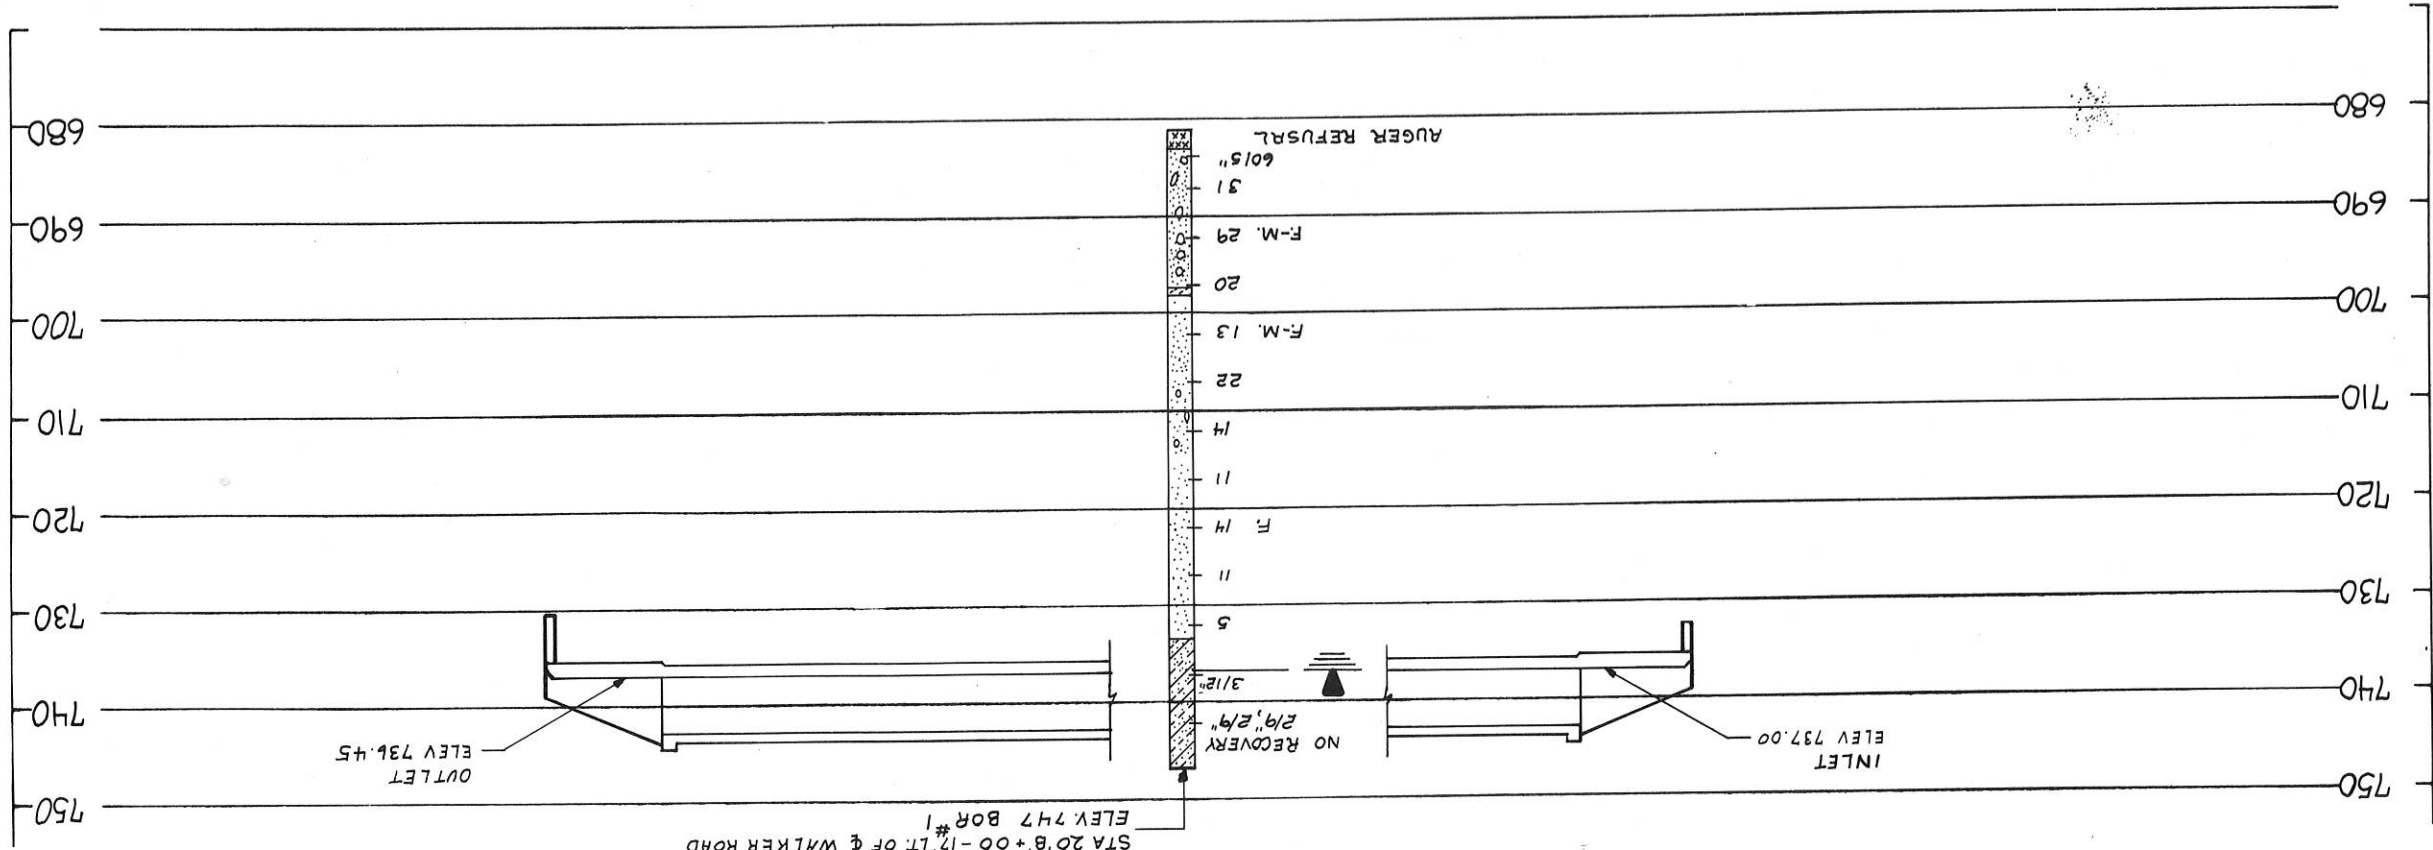 STA 20'B'+00 - 17' LT. OF ℄ WALKER ROAD
ELEV. 747 BOR #1
750
750
INLET
ELEV 737.00
OUTLET
ELEV 736.45
NO RECOVERY
2/9", 2/9"
740
740
3/12"
5
730
730
11
F. 14
720
720
11
14
710
710
22
F.-M. 13
700
700
20
F.-M. 29
690
690
31
60/5"
AUGER REFUSAL
680
680